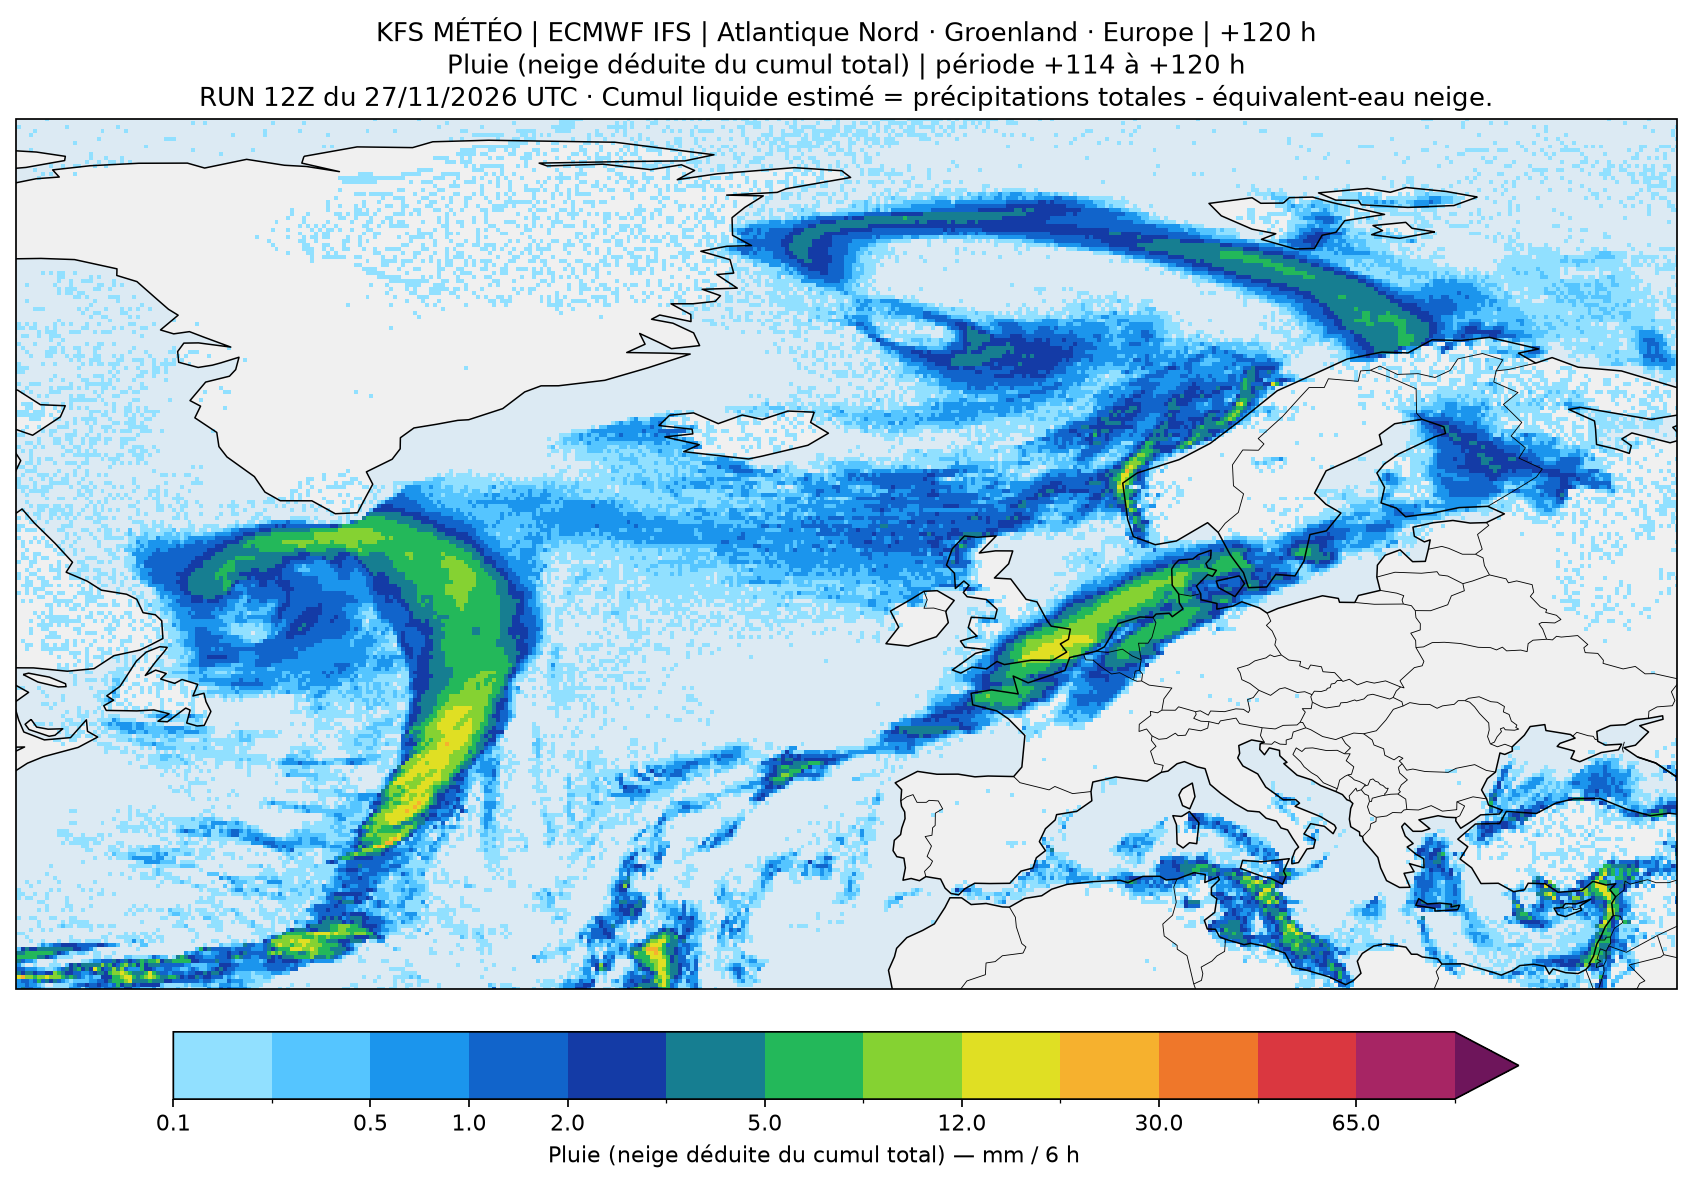 KFS MÉTÉO | ECMWF IFS | Atlantique Nord · Groenland · Europe | +120 h
Pluie (neige déduite du cumul total) | période +114 à +120 h
RUN 12Z du 27/11/2026 UTC · Cumul liquide estimé = précipitations totales - équivalent-eau neige.
0.1 0.5 1.0 2.0 5.0 12.0 30.0 65.0
Pluie (neige déduite du cumul total) — mm / 6 h